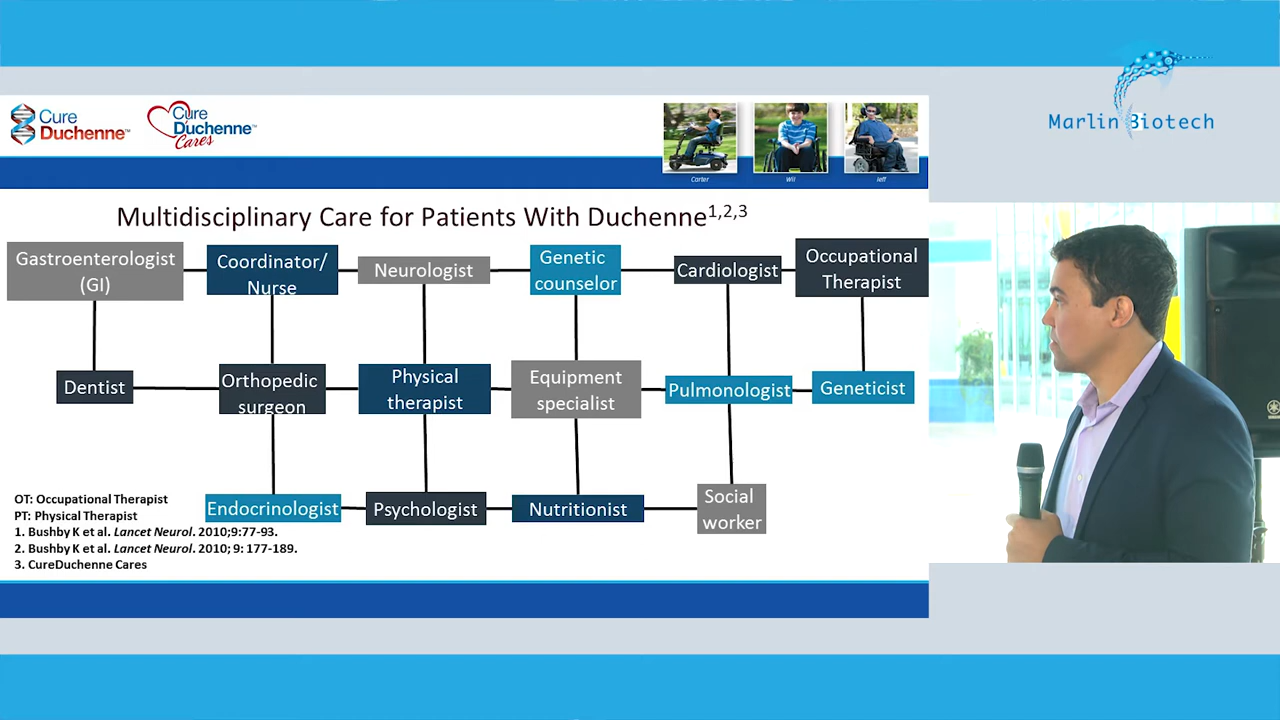 Marlin Biotech
Cure
Duchenne™
Cure
Duchenne™
Cares
Carter
Wil
Jeff
Multidisciplinary Care for Patients With Duchenne1,2,3
Gastroenterologist
(GI)
Coordinator/
Nurse
Neurologist
Genetic
counselor
Cardiologist
Occupational
Therapist
Dentist
Orthopedic
surgeon
Physical
therapist
Equipment
specialist
Pulmonologist
Geneticist
Endocrinologist
Psychologist
Nutritionist
Social
worker
OT: Occupational Therapist
PT: Physical Therapist
1. Bushby K et al. Lancet Neurol. 2010;9:77-93.
2. Bushby K et al. Lancet Neurol. 2010; 9: 177-189.
3. CureDuchenne Cares